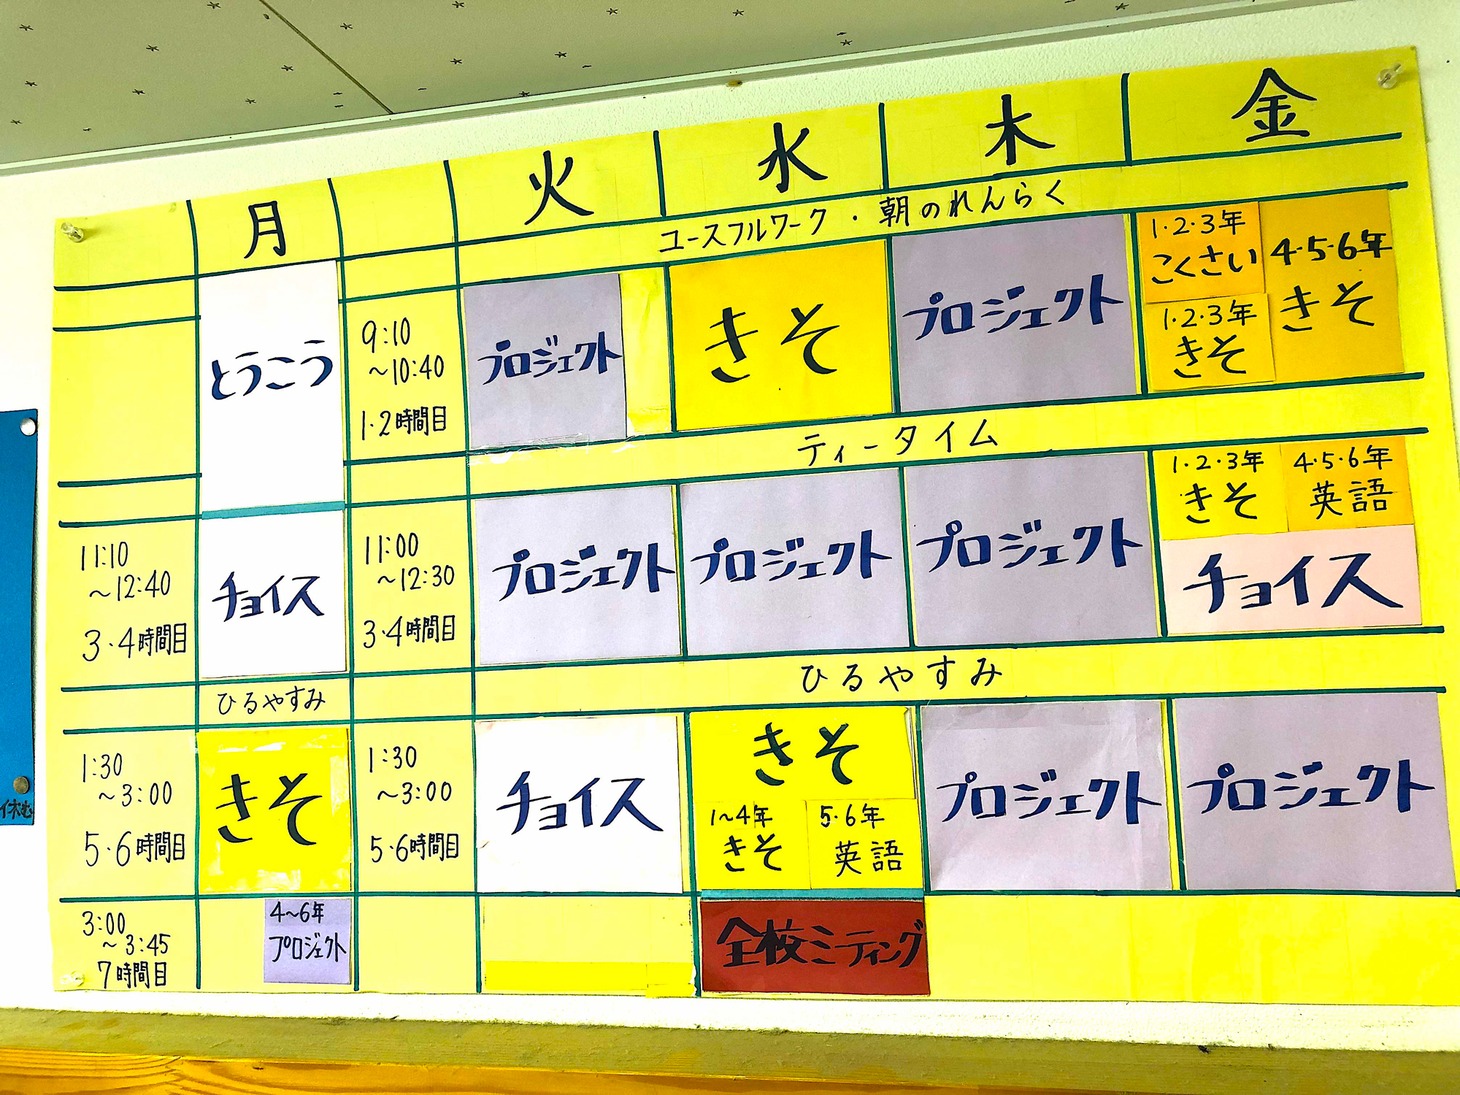 月
火
水
木
金
ユースフルワーク・朝のれんらく
とうこう
9:10
～10:40
1・2時間目
プロジェクト
きそ
プロジェクト
1・2・3年
こくさい
1・2・3年
きそ
4・5・6年
きそ
ティータイム
11:10
～12:40
3・4時間目
チョイス
11:00
～12:30
3・4時間目
プロジェクト
プロジェクト
プロジェクト
1・2・3年
きそ
4・5・6年
英語
チョイス
ひるやすみ
ひるやすみ
1:30
～3:00
5・6時間目
きそ
1:30
～3:00
5・6時間目
チョイス
きそ
1～4年
きそ
5・6年
英語
プロジェクト
プロジェクト
3:00
～3:45
7時間目
4～6年
プロジェクト
全校ミーティング